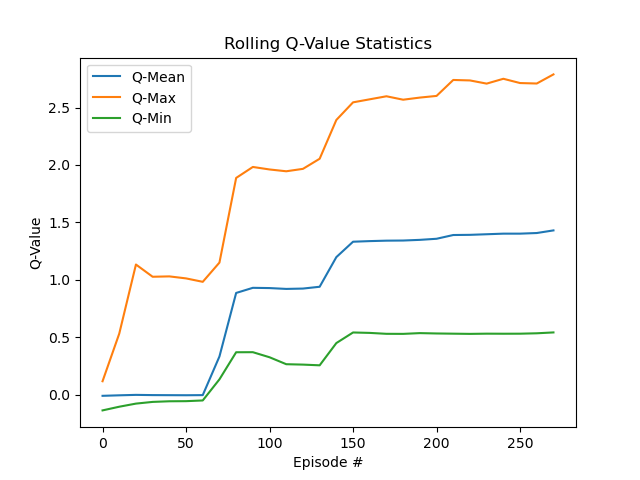 Rolling Q-Value Statistics
Q-Mean
Q-Max
Q-Min
Q-Value
2.5
2.0
1.5
1.0
0.5
0.0
0 50 100 150 200 250
Episode #